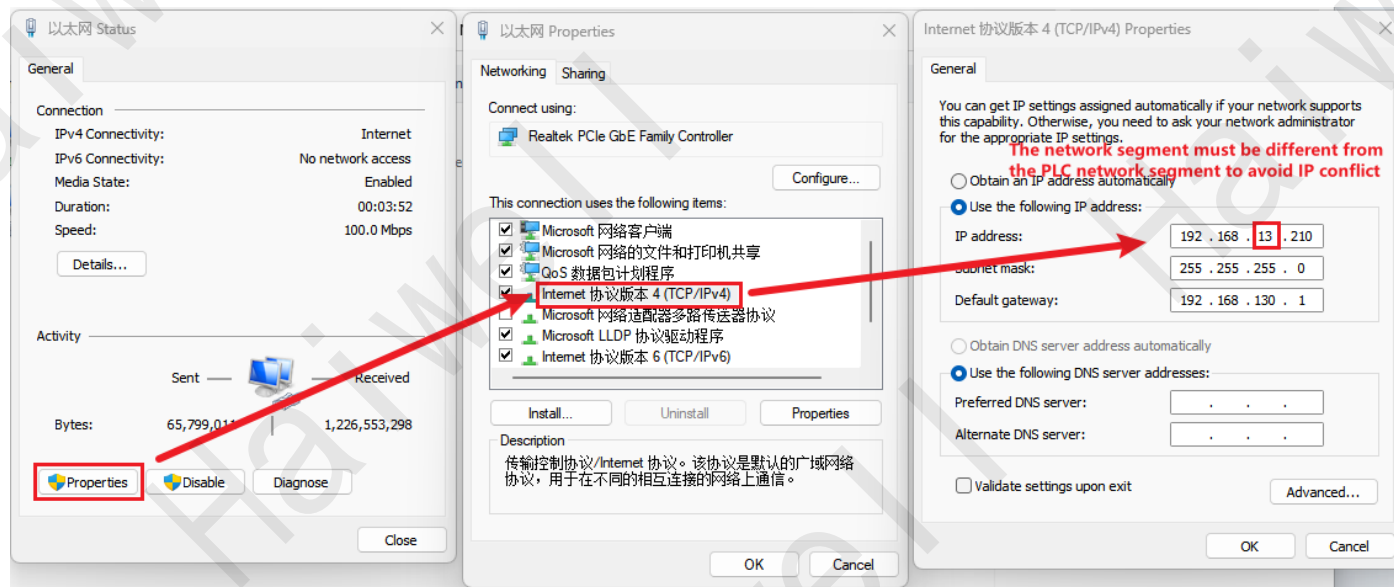 以太网 Status
General
Connection
IPv4 Connectivity: Internet
IPv6 Connectivity: No network access
Media State: Enabled
Duration: 00:03:52
Speed: 100.0 Mbps
Details...
Activity
Sent Received
Bytes: 65,799,011 1,226,553,298
Properties Disable Diagnose
Close
以太网 Properties
Networking Sharing
Connect using:
Realtek PCIe GbE Family Controller
Configure...
This connection uses the following items:
Microsoft 网络客户端
Microsoft 网络的文件和打印机共享
QoS 数据包计划程序
Internet 协议版本 4 (TCP/IPv4)
Microsoft 网络适配器多路传送器协议
Microsoft LLDP 协议驱动程序
Internet 协议版本 6 (TCP/IPv6)
Install... Uninstall Properties
Description
传输控制协议/Internet 协议。该协议是默认的广域网络
协议，用于在不同的相互连接的网络上通信。
OK Cancel
Internet 协议版本 4 (TCP/IPv4) Properties
General
You can get IP settings assigned automatically if your network supports
this capability. Otherwise, you need to ask your network administrator
for the appropriate IP settings.
The network segment must be different from
the PLC network segment to avoid IP conflict
Obtain an IP address automatically
Use the following IP address:
IP address: 192 . 168 . 13 . 210
Subnet mask: 255 . 255 . 255 . 0
Default gateway: 192 . 168 . 130 . 1
Obtain DNS server address automatically
Use the following DNS server addresses:
Preferred DNS server: . . .
Alternate DNS server: . . .
Validate settings upon exit
Advanced...
OK Cancel